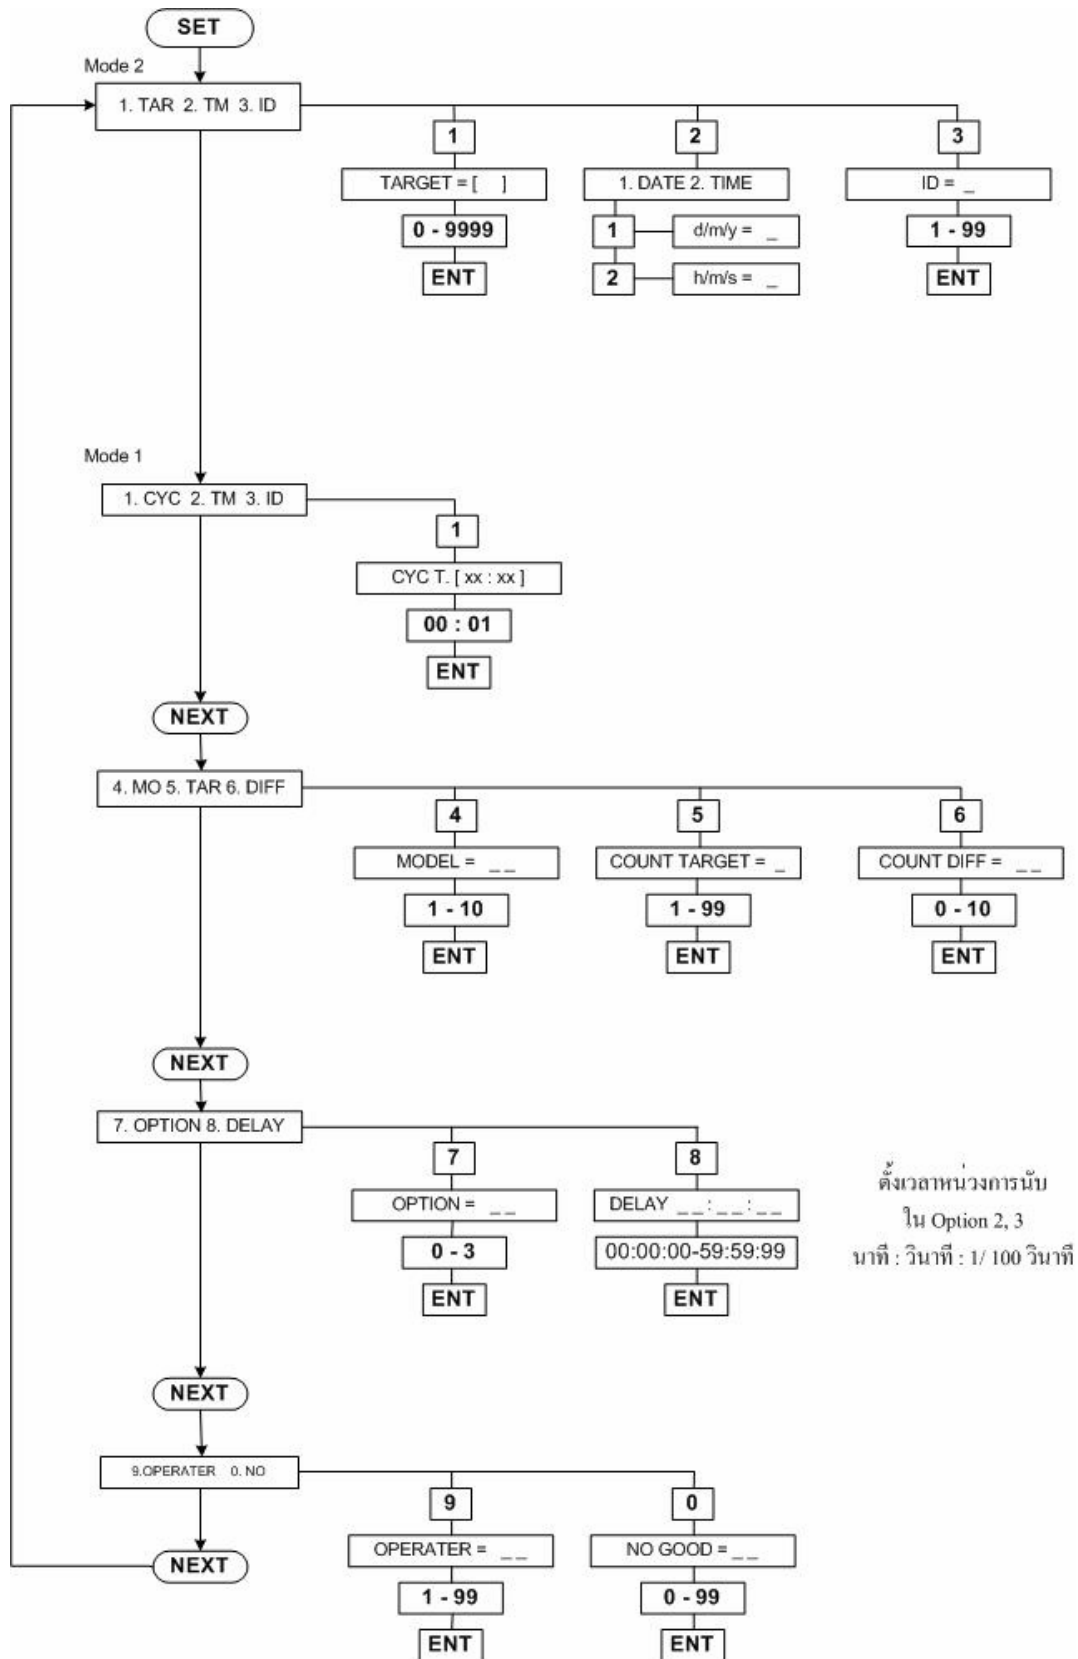 SET
Mode 2
1. TAR 2. TM 3. ID
1
2
3
TARGET = [ ]
1. DATE 2. TIME
ID = _
0 - 9999
1
d/m/y = _
1 - 99
ENT
2
h/m/s = _
ENT
Mode 1
1. CYC 2. TM 3. ID
1
CYC T. [ xx : xx ]
00 : 01
ENT
NEXT
4. MO 5. TAR 6. DIFF
4
5
6
MODEL = _ _
COUNT TARGET = _
COUNT DIFF = _ _
1 - 10
1 - 99
0 - 10
ENT
ENT
ENT
NEXT
7. OPTION 8. DELAY
7
8
OPTION = _ _
DELAY _ _ : _ _ : _ _
0 - 3
00:00:00-59:59:99
ENT
ENT
ตั้งเวลาหน่วงการนับ
ใน Option 2, 3
นาที : วินาที : 1/ 100 วินาที
NEXT
9.OPERATER 0. NO
9
0
OPERATER = _ _
NO GOOD = _ _
1 - 99
0 - 99
ENT
ENT
NEXT